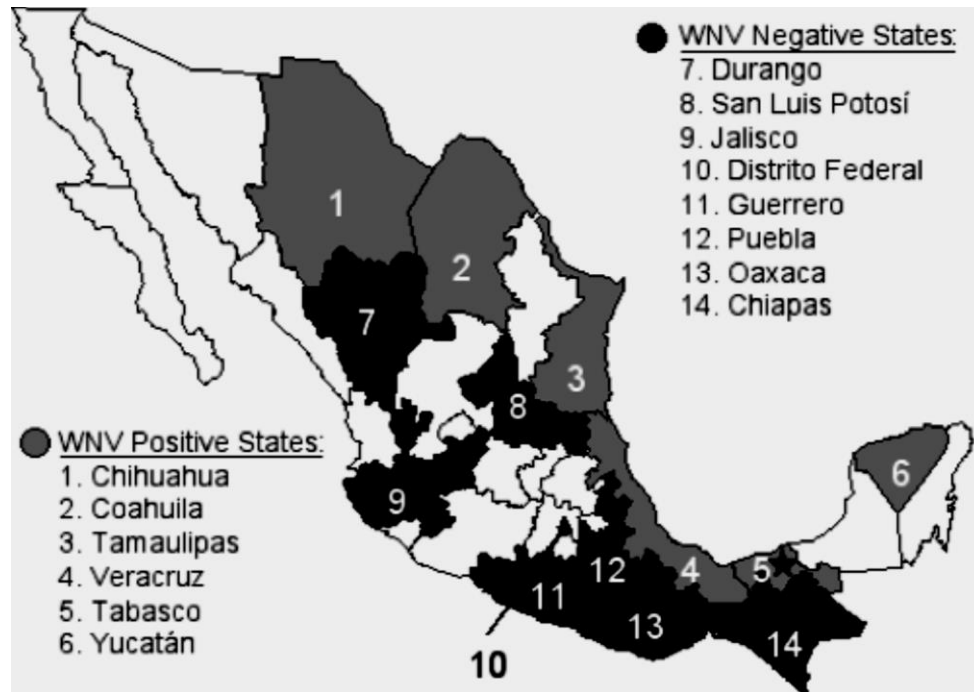 WNV Negative States:
7. Durango
8. San Luis Potosí
9. Jalisco
10. Distrito Federal
11. Guerrero
12. Puebla
13. Oaxaca
14. Chiapas
1
2
7
3
8
WNV Positive States:
1. Chihuahua
2. Coahuila
3. Tamaulipas
4. Veracruz
5. Tabasco
6. Yucatán
6
9
12
4
5
11
13
14
10